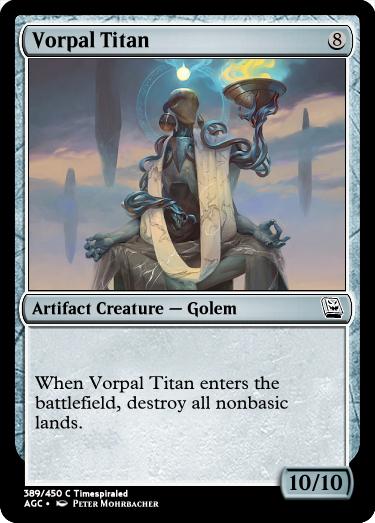 Vorpal Titan 8
Artifact Creature — Golem
When Vorpal Titan enters the
battlefield, destroy all nonbasic
lands.
10/10
389/450 C Timespiraled
AGC • Peter Mohrbacher